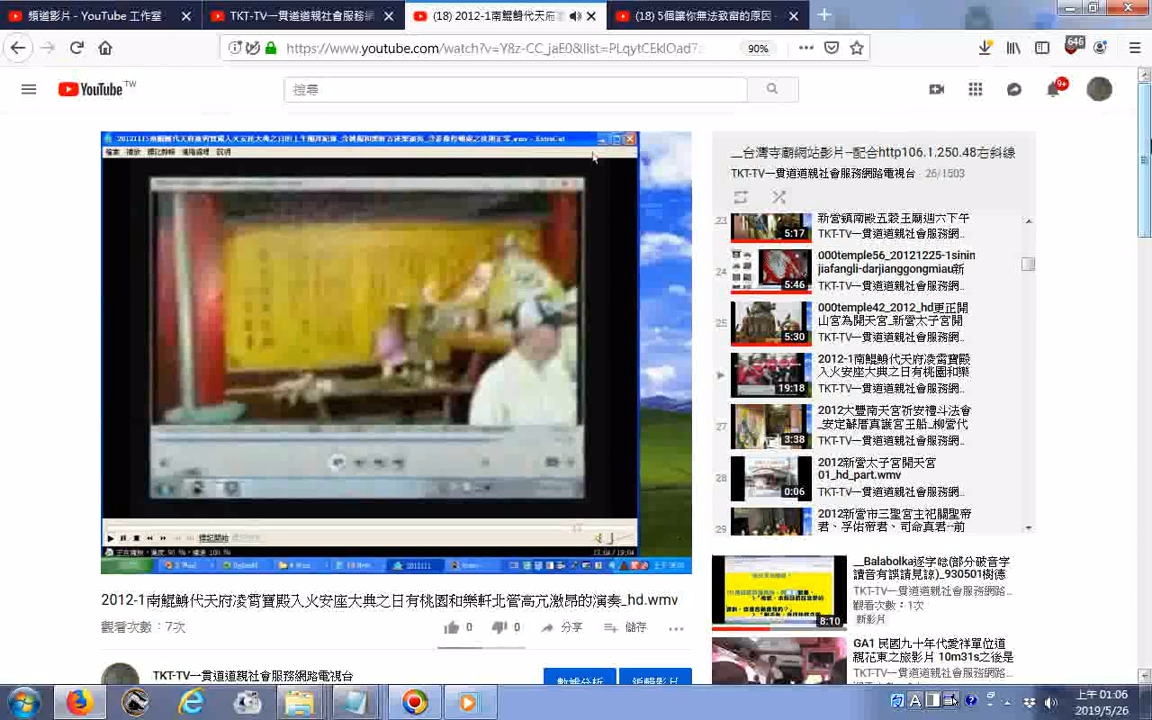 頻道影片 - YouTube 工作室
TKT-TV一貫道道親社會服務網
(18) 2012-1南鯤鯓代天府
(18) 5個讓你無法致富的原因
https://www.youtube.com/watch?v=Y8z-CC_jaE0&list=PLqytCEklOad7
90%
646
YouTube TW
搜尋
9+
__台灣寺廟網站影片--配合http106.1.250.48右斜線
TKT-TV一貫道道親社會服務網路電視台 26/1503
23
新營鎮南殿五穀王廟週六下午
TKT-TV一貫道道親社會服務網..
5:17
24
000temple56_20121225-1sinin
jiafangli-darjianggongmiau新
TKT-TV一貫道道親社會服務網..
5:46
25
000temple42_2012_hd更正開
山宮為開天宮_新營太子宮開
TKT-TV一貫道道親社會服務網..
5:30
2012-1南鯤鯓代天府凌霄寶殿
入火安座大典之日有桃園和樂
TKT-TV一貫道道親社會服務網..
19:18
27
2012大豐南天宮祈安禮斗法會
_安定蘇厝真護宮王船_柳營代
TKT-TV一貫道道親社會服務網..
3:38
28
2012新營太子宮開天宮
01_hd_part.wmv
TKT-TV一貫道道親社會服務網..
0:06
29
2012新營市三聖宮主祀關聖帝
君、孚佑帝君、司命真君--前
__Balabolka逐字唸(部分破音字
讀音有誤請見諒)_930501樹德
TKT-TV一貫道道親社會服務網路..
觀看次數：1次
新影片
8:10
GA1 民國九十年代愛祥單位道
親花東之旅影片 10m31s之後是
TKT-TV一貫道道親社會服務網路..
2012-1南鯤鯓代天府凌霄寶殿入火安座大典之日有桃園和樂軒北管高亢激昂的演奏_hd.wmv
觀看次數：7次
0 0 分享 儲存
TKT-TV一貫道道親社會服務網路電視台
數據分析 編輯影片
上午 01:06
2019/5/26